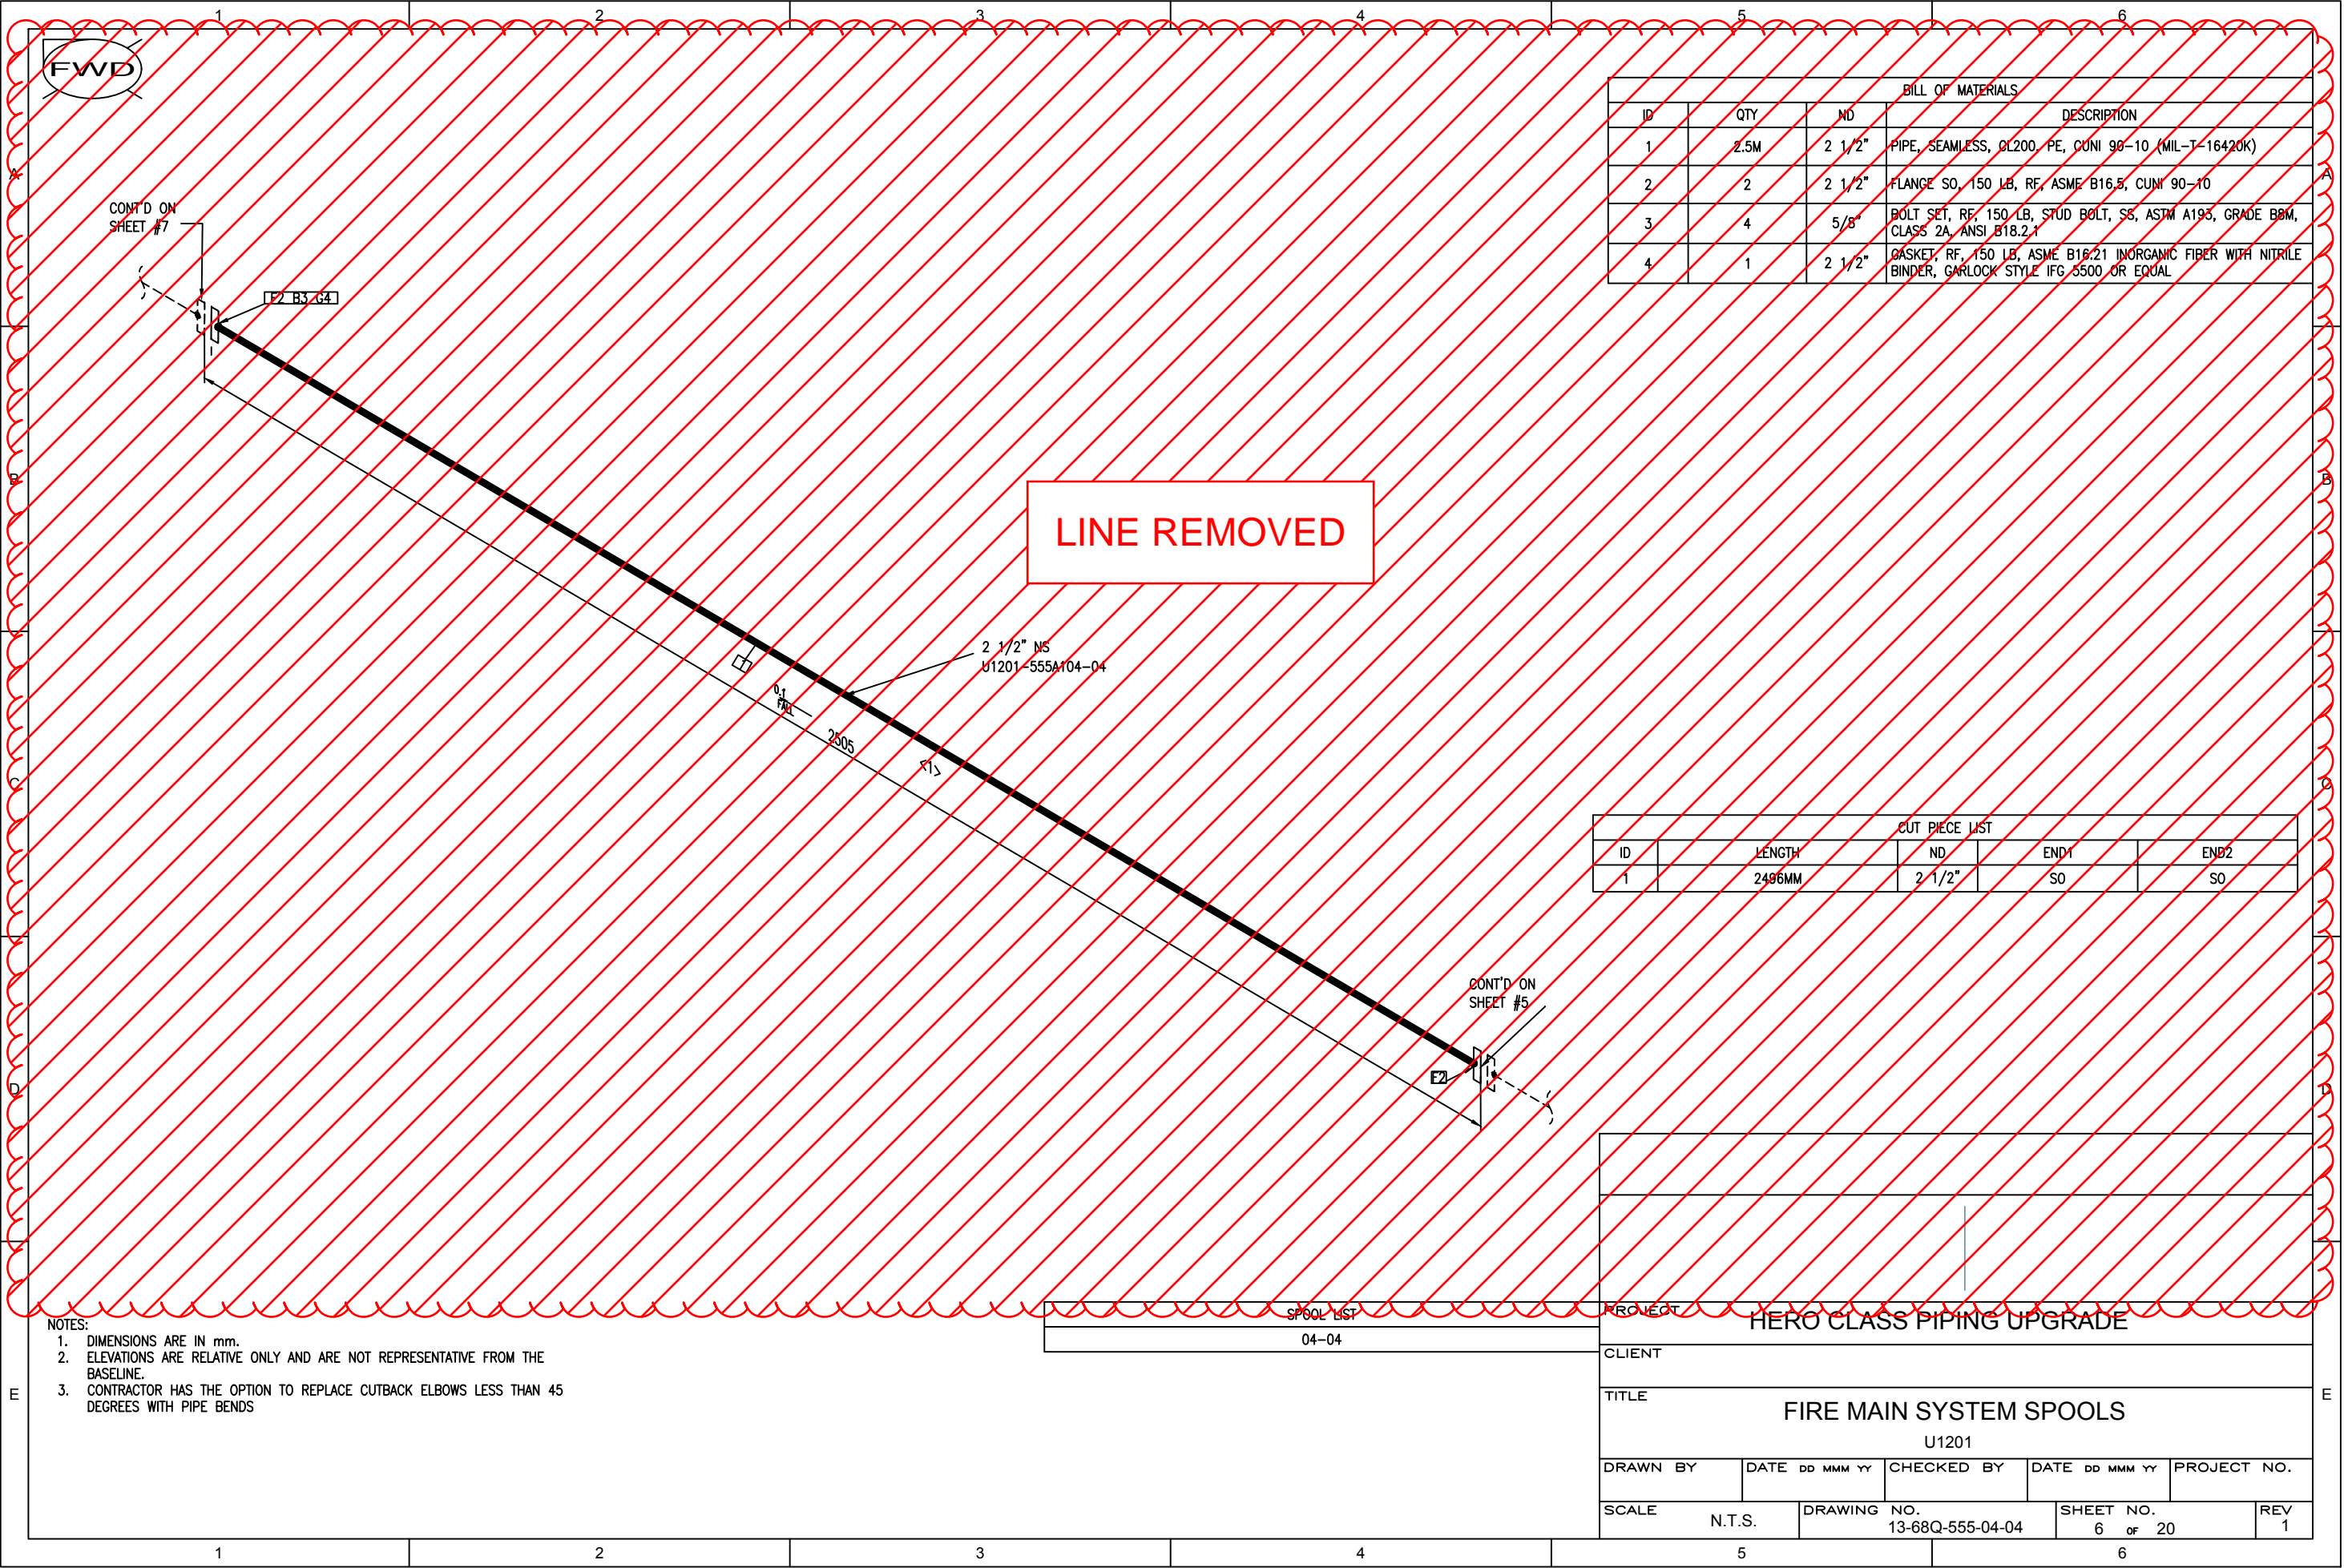 1 2 3 4 5 6
FWD
BILL OF MATERIALS
ID QTY ND DESCRIPTION
1 2.5M 2 1/2" PIPE, SEAMLESS, CL200, PE, CUNI 90-10 (MIL-T-16420K)
2 2 2 1/2" FLANGE SO, 150 LB, RF, ASME B16.5, CUNI 90-10
3 4 5/8" BOLT SET, RF, 150 LB, STUD BOLT, SS, ASTM A193, GRADE B8M,
CLASS 2A, ANSI B18.2.1
4 1 2 1/2" GASKET, RF, 150 LB, ASME B16.21 INORGANIC FIBER WITH NITRILE
BINDER, GARLOCK STYLE IFG 5500 OR EQUAL
A A
CONT'D ON
SHEET #7
F2 B3 G4
B B
LINE REMOVED
2 1/2" NS
U1201-555A104-04
1
0.1
FALL
2505
<1>
C C
CUT PIECE LIST
ID LENGTH ND END1 END2
1 2496MM 2 1/2" SO SO
CONT'D ON
SHEET #5
F2
D D
SPOOL LIST
04-04
NOTES:
1. DIMENSIONS ARE IN mm.
2. ELEVATIONS ARE RELATIVE ONLY AND ARE NOT REPRESENTATIVE FROM THE
BASELINE.
3. CONTRACTOR HAS THE OPTION TO REPLACE CUTBACK ELBOWS LESS THAN 45
DEGREES WITH PIPE BENDS
E E
PROJECT
HERO CLASS PIPING UPGRADE
CLIENT
TITLE
FIRE MAIN SYSTEM SPOOLS
U1201
DRAWN BY DATE DD MMM YY CHECKED BY DATE DD MMM YY PROJECT NO.
SCALE N.T.S. DRAWING NO. 13-68Q-555-04-04 SHEET NO. 6 OF 20 REV 1
1 2 3 4 5 6